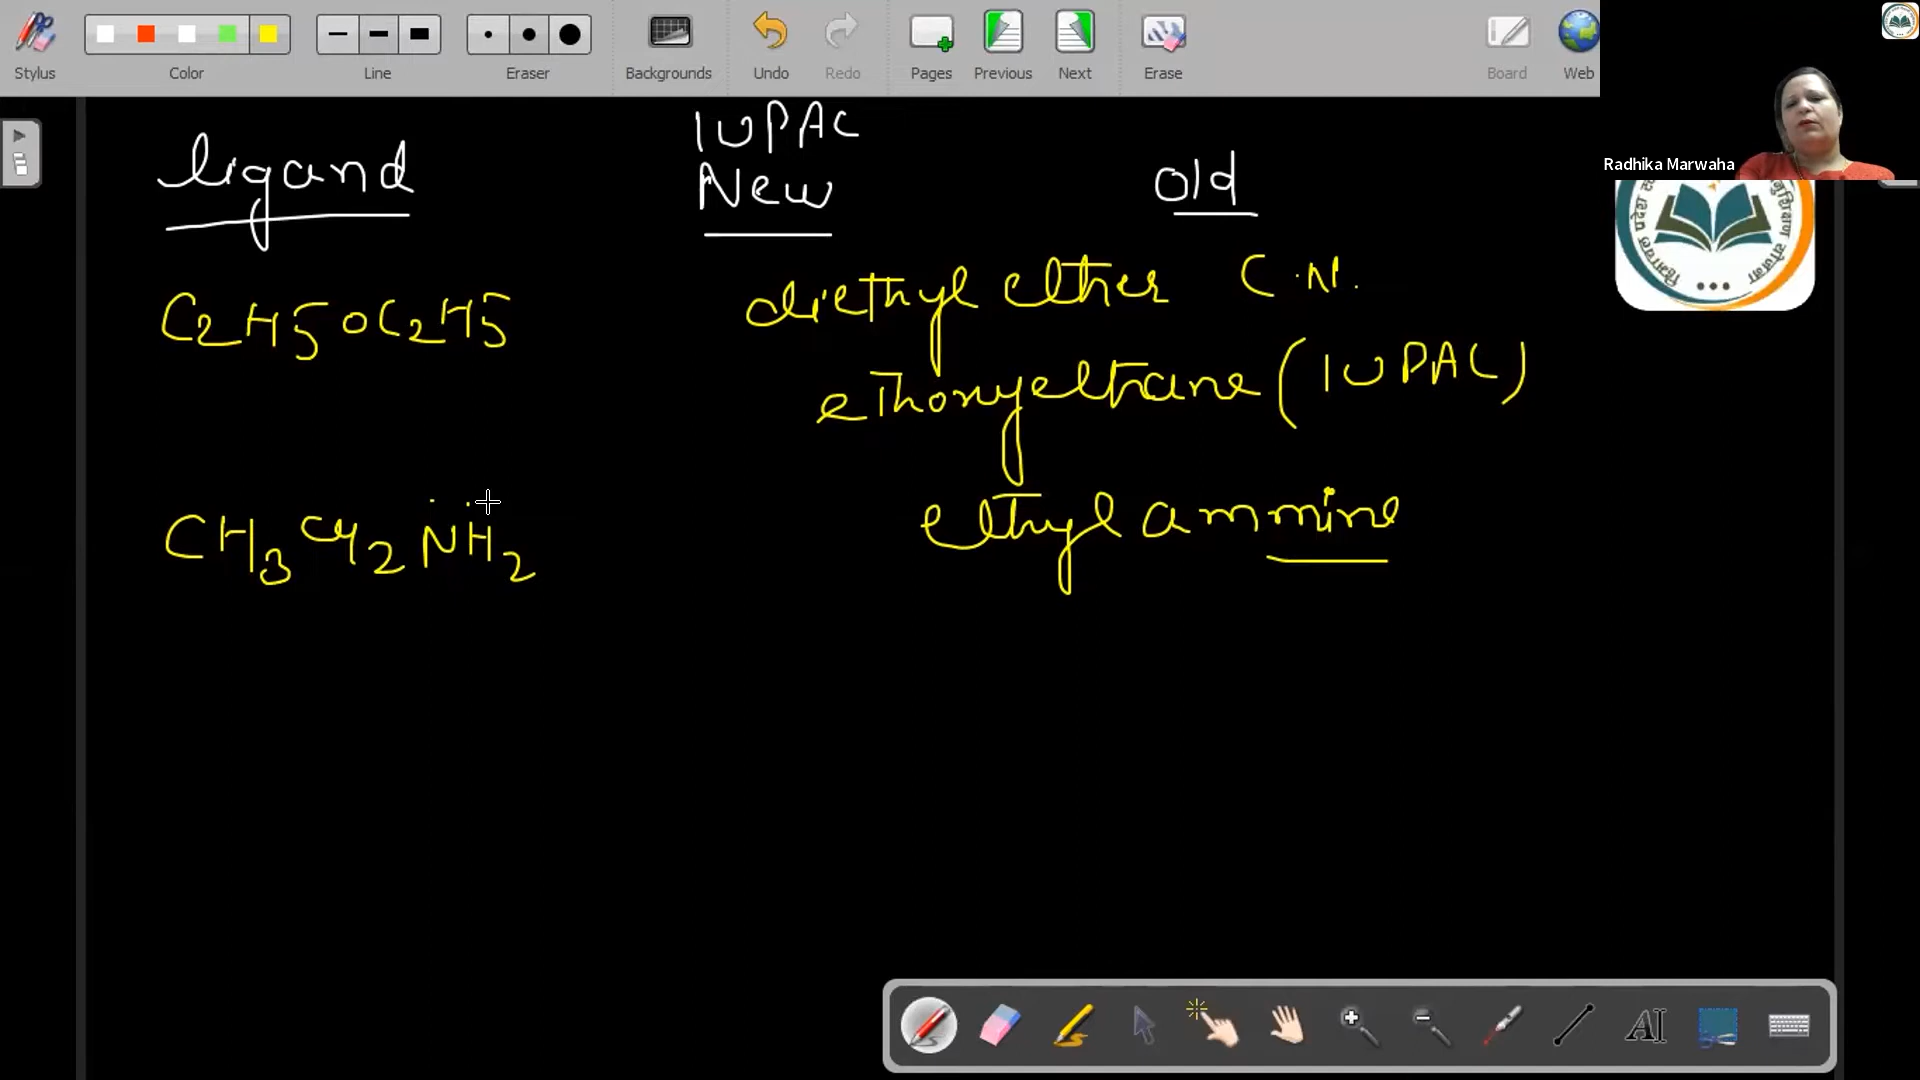 Stylus Color Line Eraser Backgrounds Undo Redo Pages Previous Next Erase Board Web
Radhika Marwaha
ligand IUPAC New Old
C2H5OC2H5 diethyl ether C.N.
ethoxyethane (IUPAC)
CH3CH2NH2 ethyl ammine